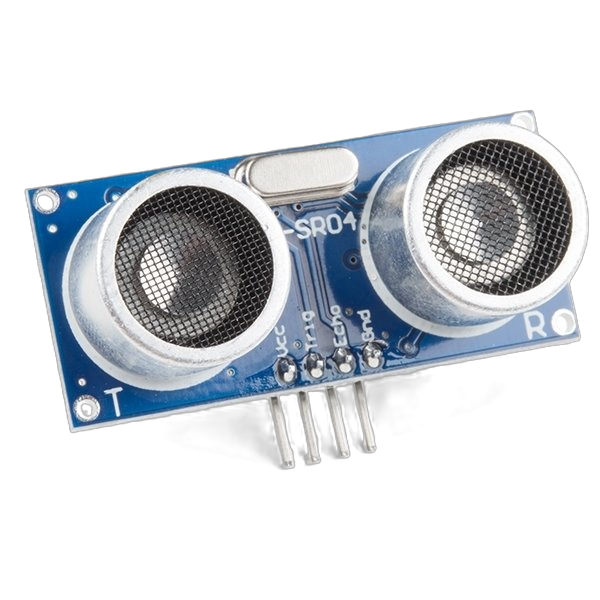 -SR04
Vcc
Trig
Echo
Gnd
T
R